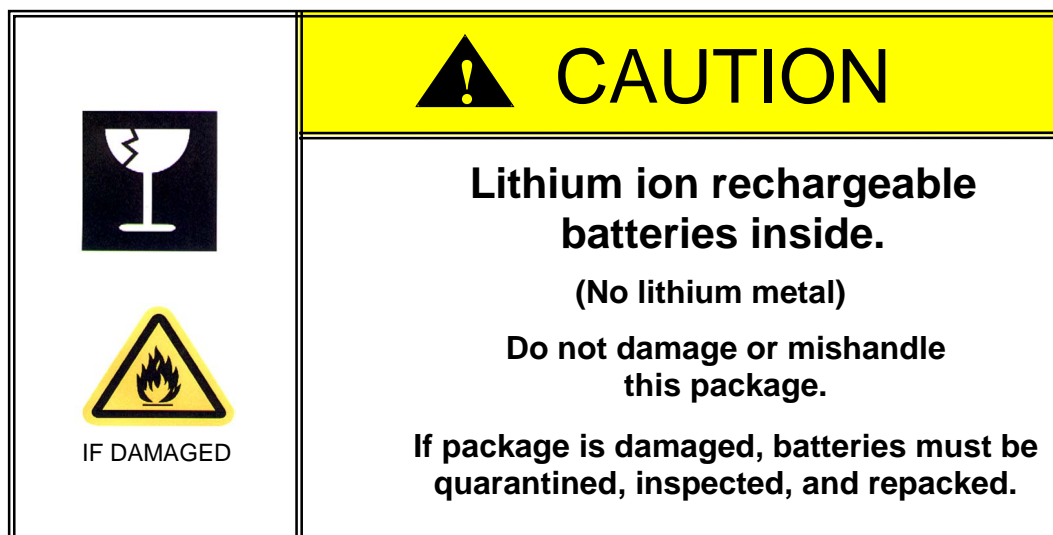 CAUTION
Lithium ion rechargeable
batteries inside.
(No lithium metal)
Do not damage or mishandle
this package.
If package is damaged, batteries must be
quarantined, inspected, and repacked.
IF DAMAGED